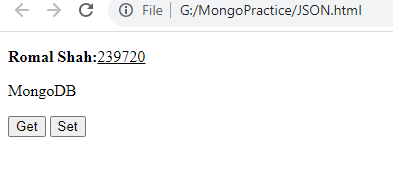 File | G:/MongoPractice/JSON.html
Romal Shah:239720
MongoDB
Get Set